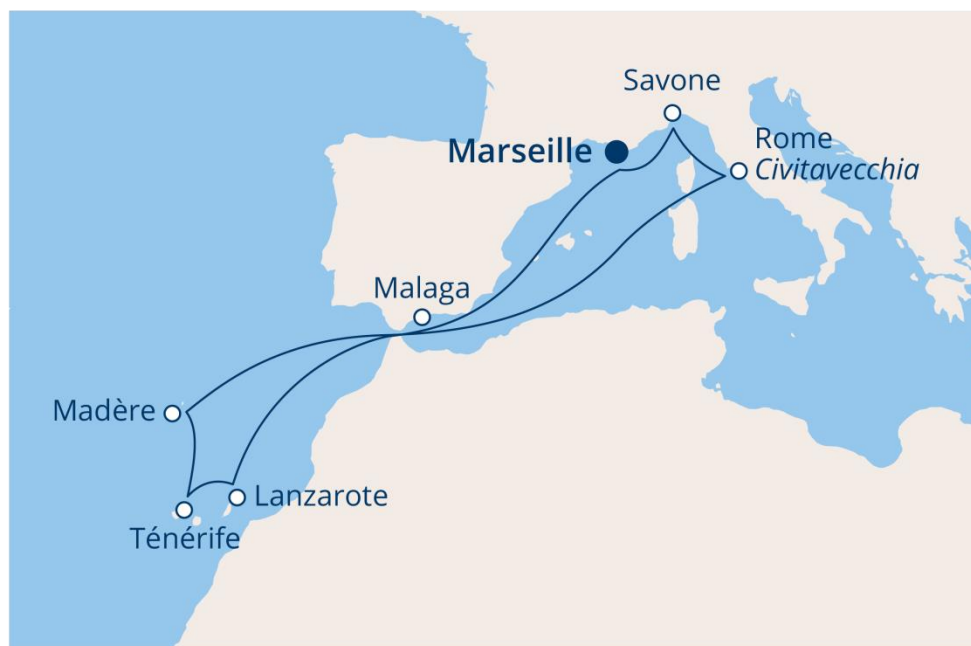 Savone
Marseille
Rome
Civitavecchia
Malaga
Madère
Lanzarote
Ténérife